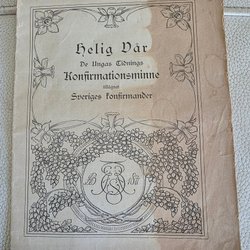 Helig Vår
De Ungas Tidnings
Konfirmationsminne
tillägnat
Sveriges konfirmander